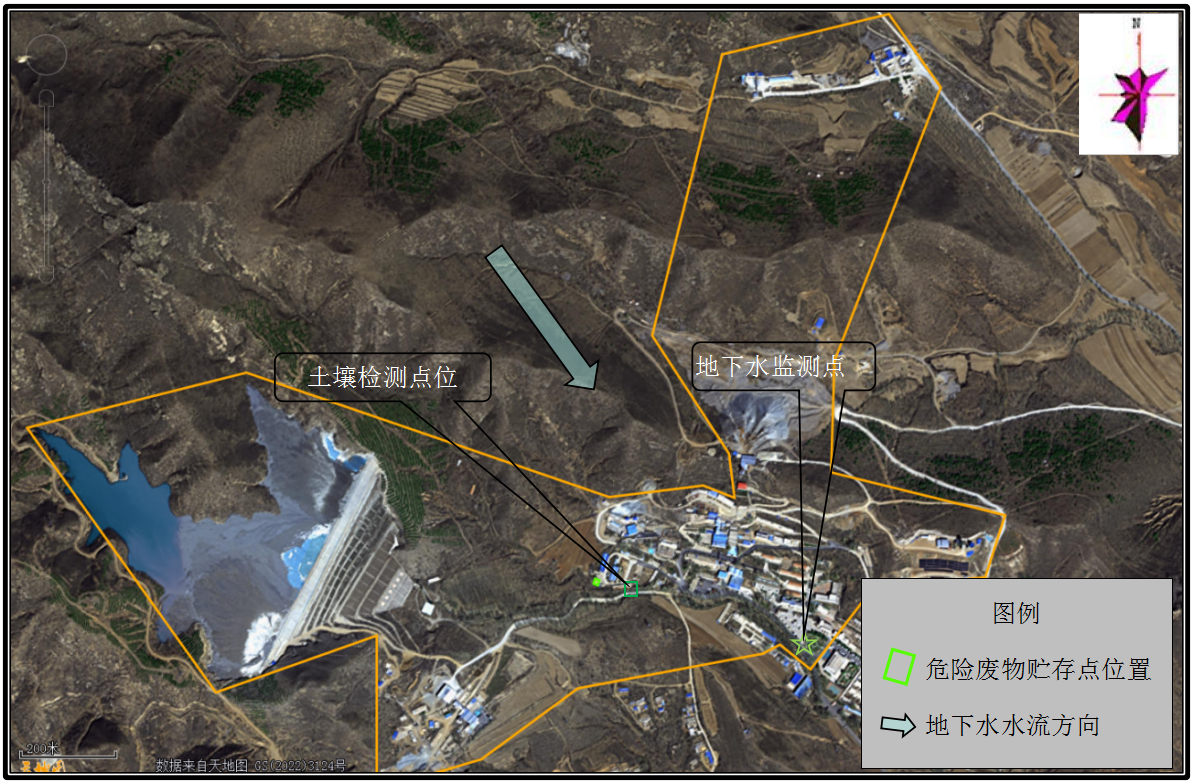 N
地下水监测点
土壤检测点位
图例
危险废物贮存点位置
地下水水流方向
200米
数据来自天地图 GS(2022)3124号